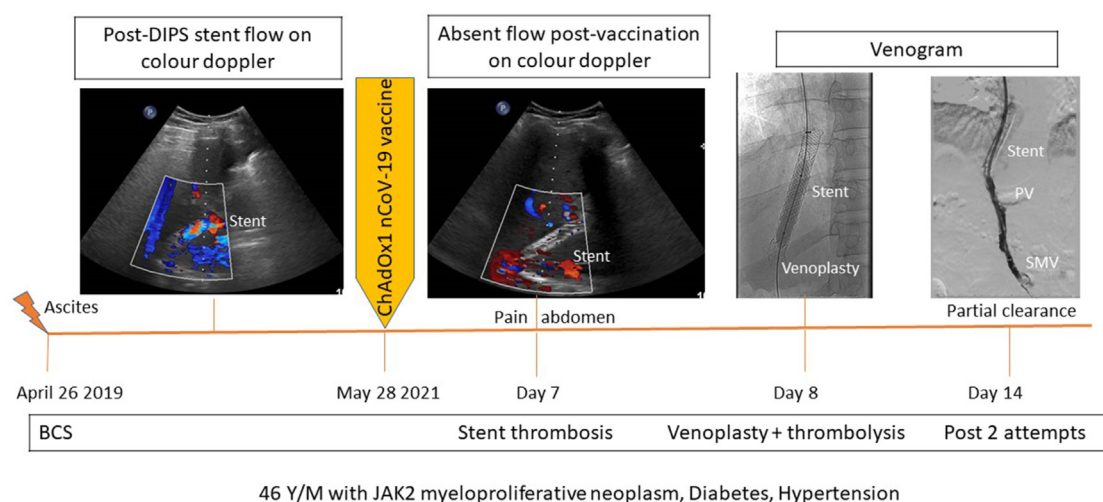 Post-DIPS stent flow on
colour doppler
Absent flow post-vaccination
on colour doppler
Venogram
P
Stent
ChAdOx1 nCoV-19 vaccine
P
Stent
Stent
Venoplasty
Stent
PV
SMV
Ascites
Pain abdomen
Partial clearance
April 26 2019
May 28 2021
Day 7
Day 8
Day 14
BCS
Stent thrombosis
Venoplasty + thrombolysis
Post 2 attempts
46 Y/M with JAK2 myeloproliferative neoplasm, Diabetes, Hypertension